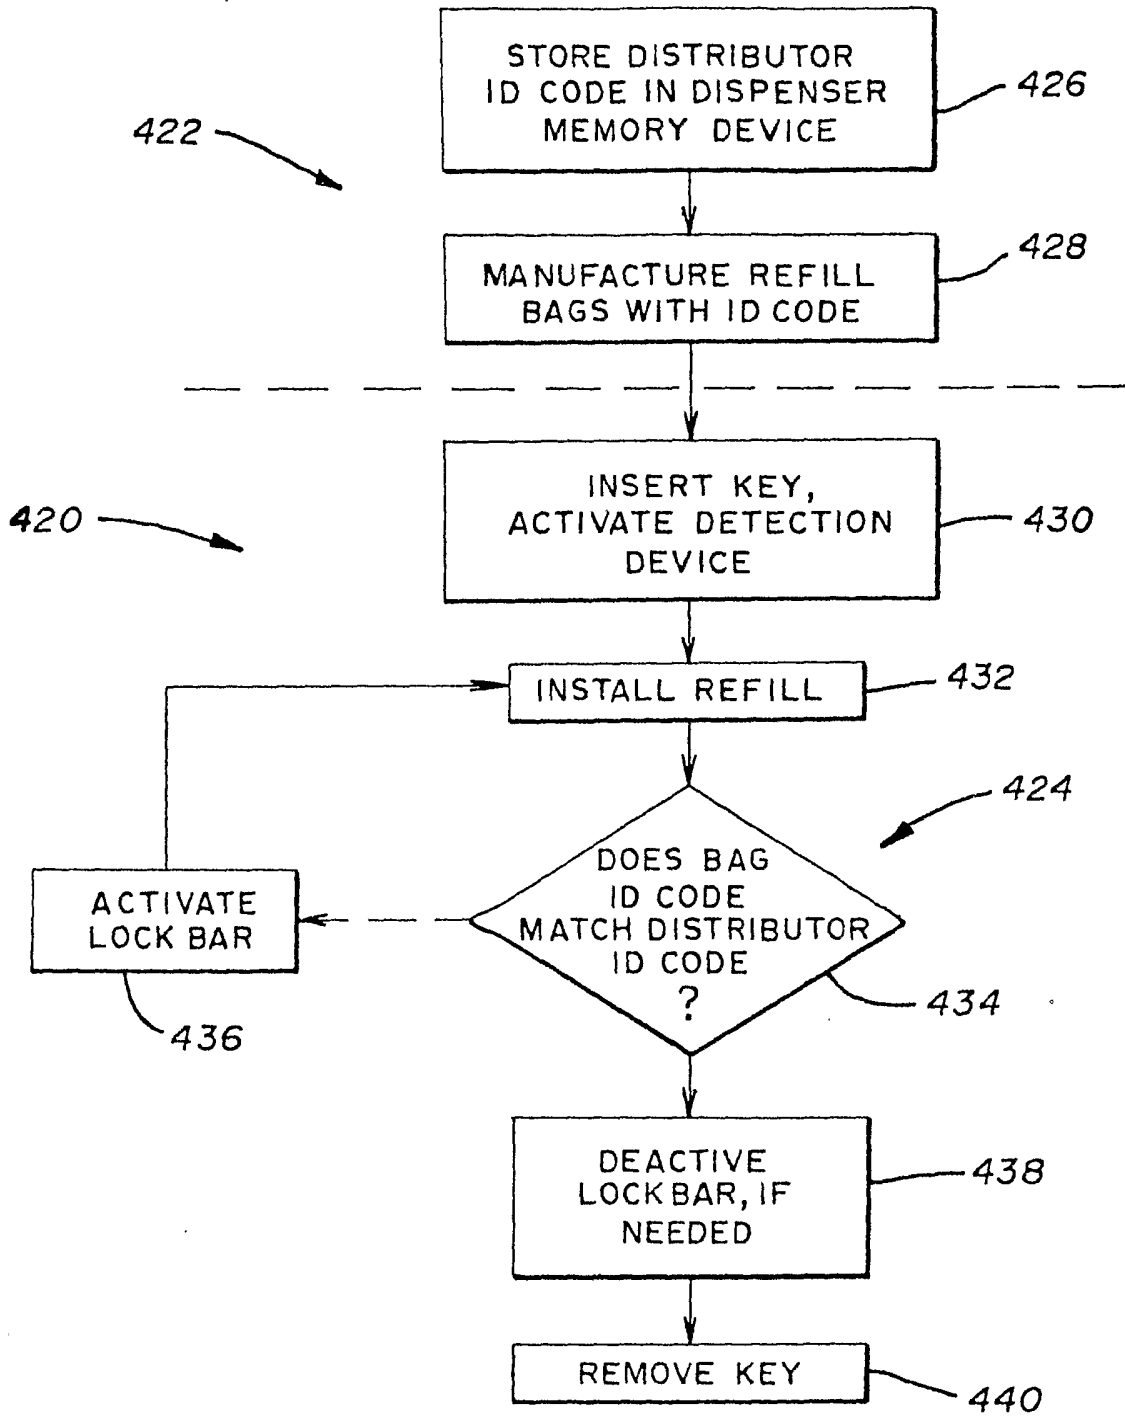 STORE DISTRIBUTOR
ID CODE IN DISPENSER
MEMORY DEVICE
426
422
MANUFACTURE REFILL
BAGS WITH ID CODE
428
INSERT KEY,
ACTIVATE DETECTION
DEVICE
430
420
INSTALL REFILL
432
424
DOES BAG
ID CODE
MATCH DISTRIBUTOR
ID CODE
?
434
ACTIVATE
LOCK BAR
436
DEACTIVE
LOCK BAR, IF
NEEDED
438
REMOVE KEY
440